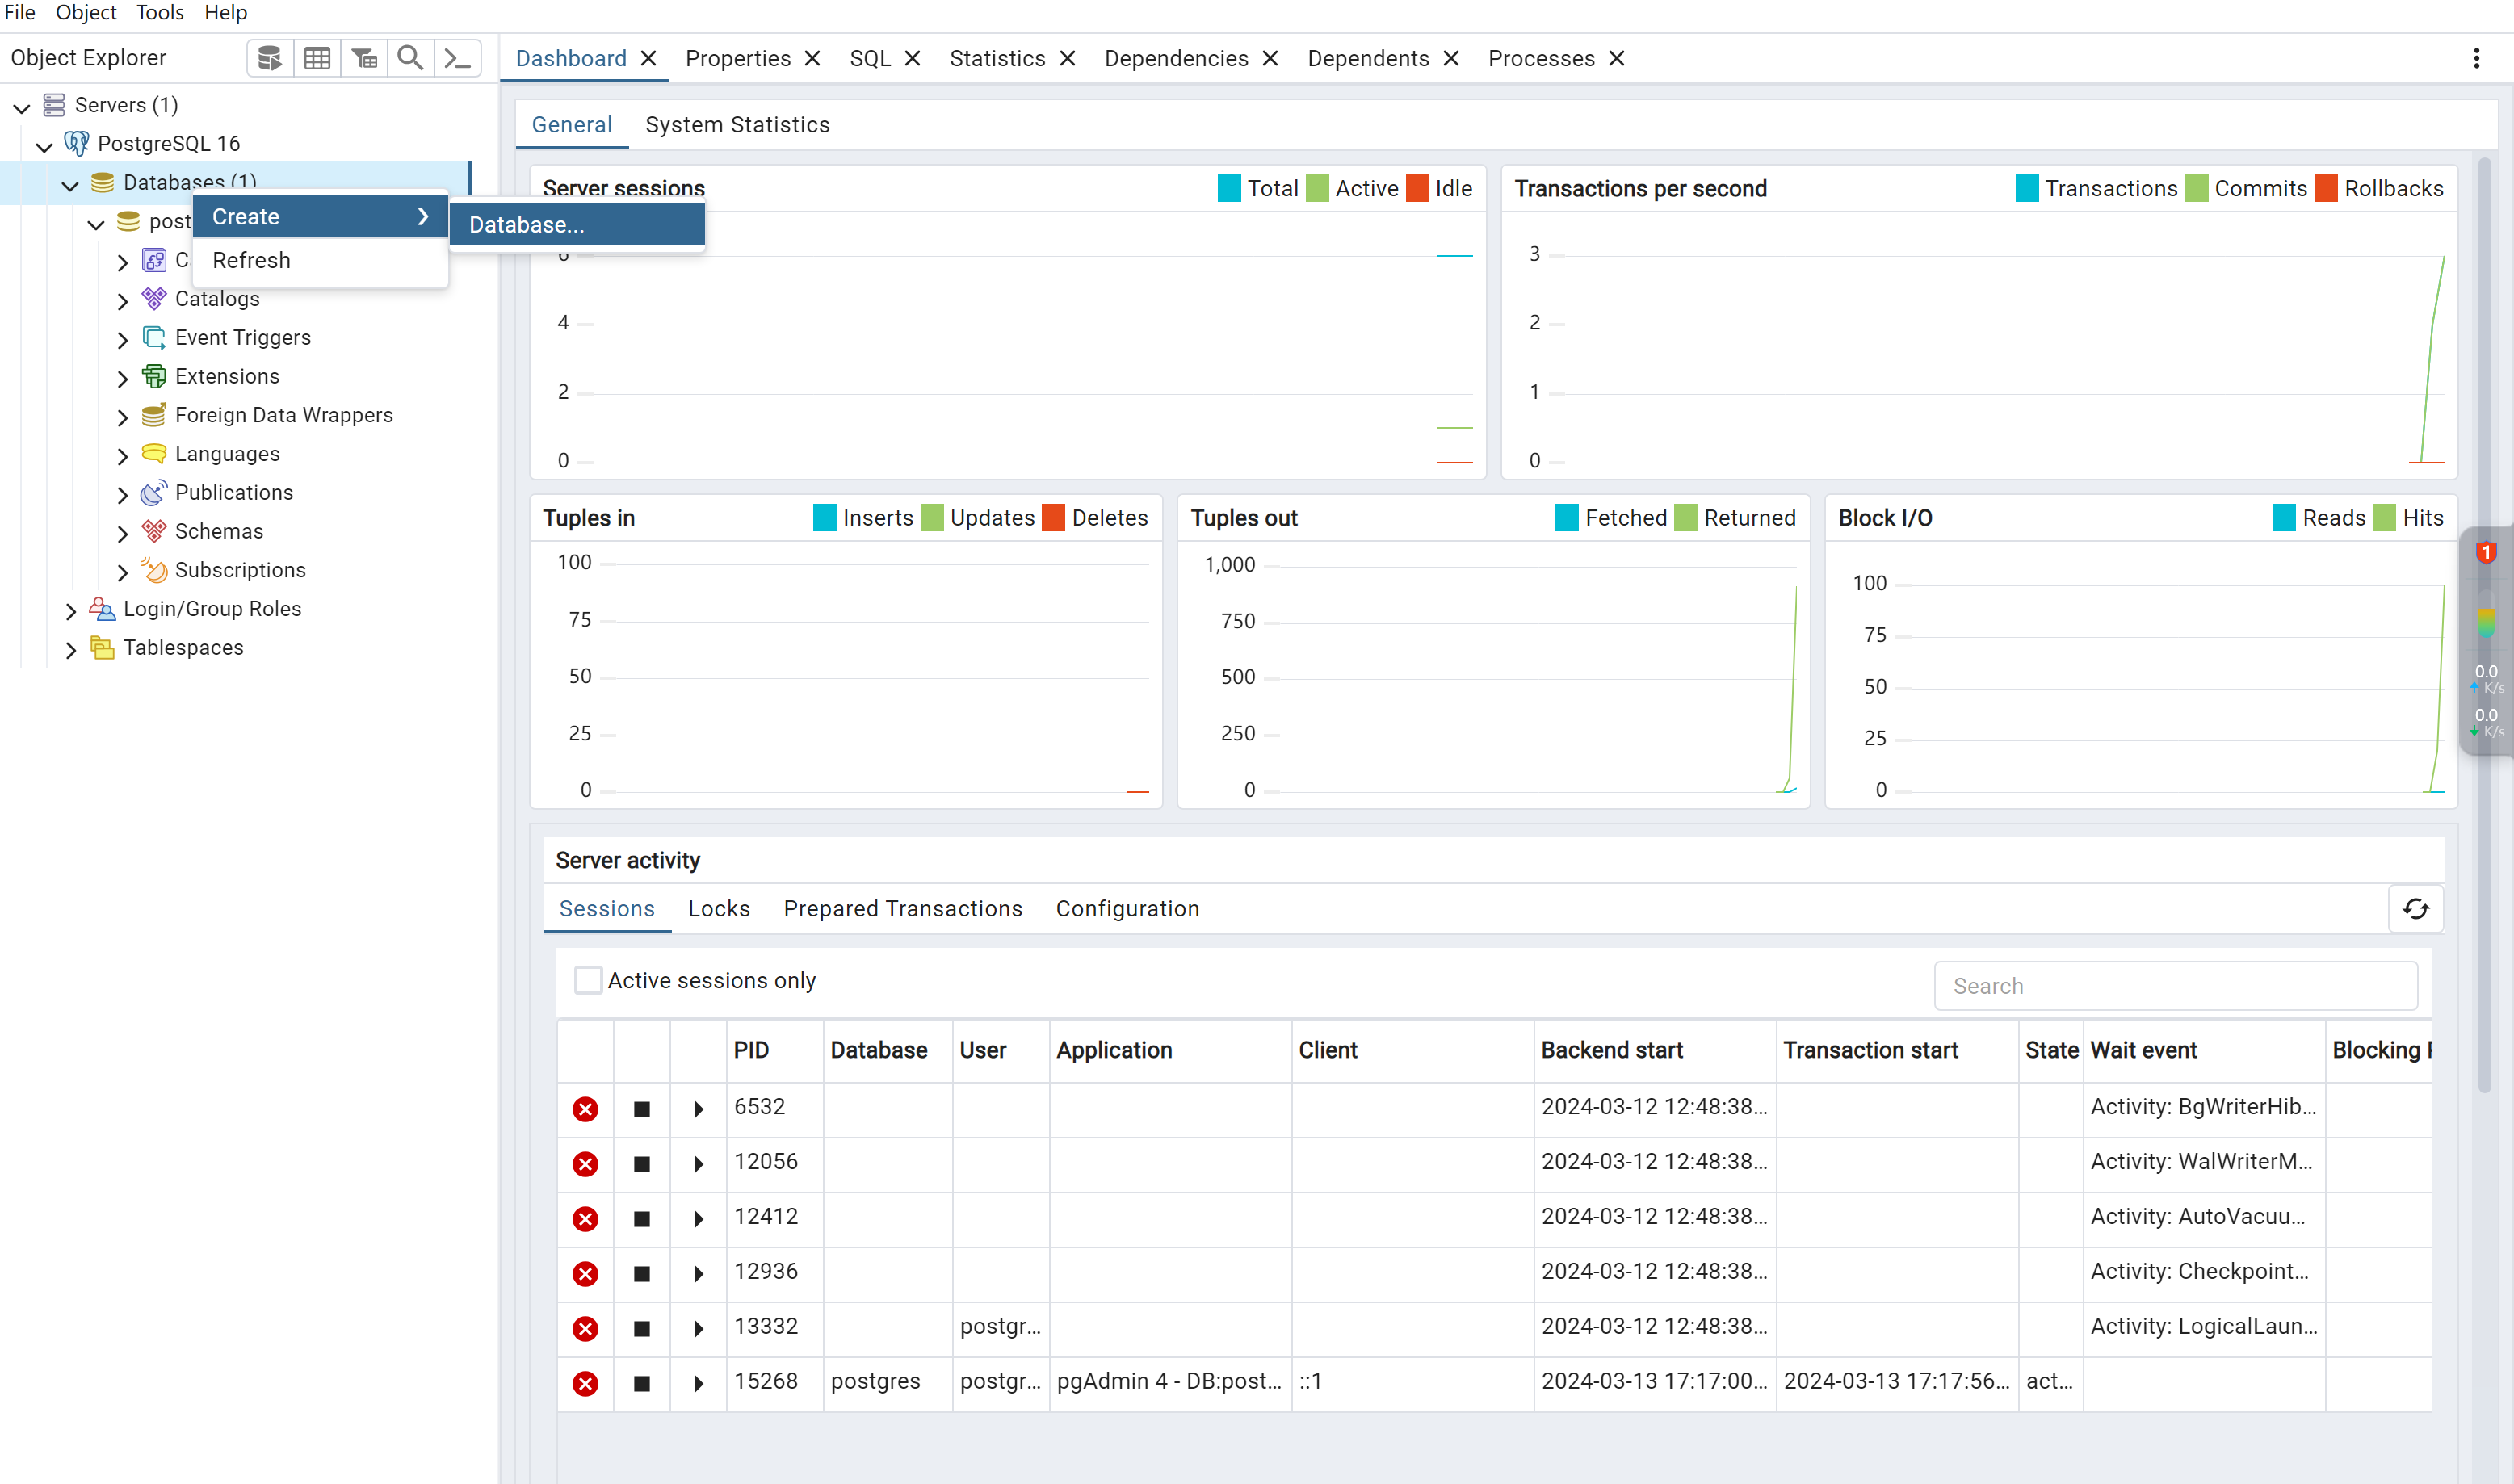 File Object Tools Help
Object Explorer
Dashboard Properties SQL Statistics Dependencies Dependents Processes
Servers (1)
PostgreSQL 16
Databases (1)
post
Create
Database...
Refresh
Catalogs
Event Triggers
Extensions
Foreign Data Wrappers
Languages
Publications
Schemas
Subscriptions
Login/Group Roles
Tablespaces
General System Statistics
Server sessions
Total Active Idle
6
4
2
0
Transactions per second
Transactions Commits Rollbacks
3
2
1
0
Tuples in
Inserts Updates Deletes
100
75
50
25
0
Tuples out
Fetched Returned
1,000
750
500
250
0
Block I/O
Reads Hits
100
75
50
25
0
1
0.0
K/s
0.0
K/s
Server activity
Sessions Locks Prepared Transactions Configuration
Active sessions only
Search
PID Database User Application Client Backend start Transaction start State Wait event Blocking
6532 2024-03-12 12:48:38... Activity: BgWriterHib...
12056 2024-03-12 12:48:38... Activity: WalWriterM...
12412 2024-03-12 12:48:38... Activity: AutoVacuu...
12936 2024-03-12 12:48:38... Activity: Checkpoint...
13332 postgr... 2024-03-12 12:48:38... Activity: LogicalLaun...
15268 postgres postgr... pgAdmin 4 - DB:post... ::1 2024-03-13 17:17:00... 2024-03-13 17:17:56... act...